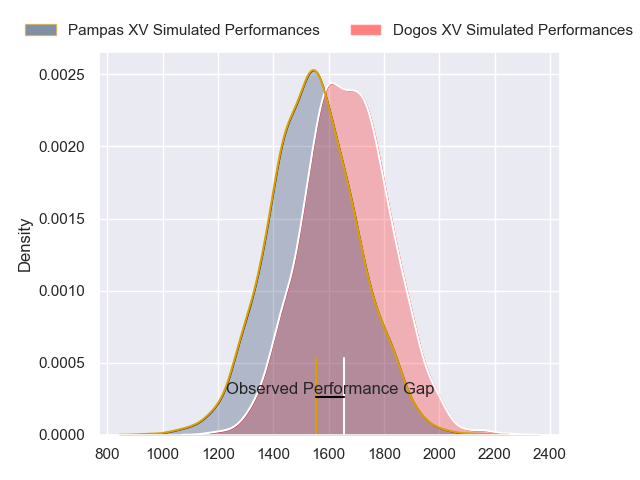 Pampas XV Simulated Performances Dogos XV Simulated Performances
0.0025
0.0020
0.0015
0.0010
0.0005
0.0000
Density
Observed Performance Gap
800 1000 1200 1400 1600 1800 2000 2200 2400